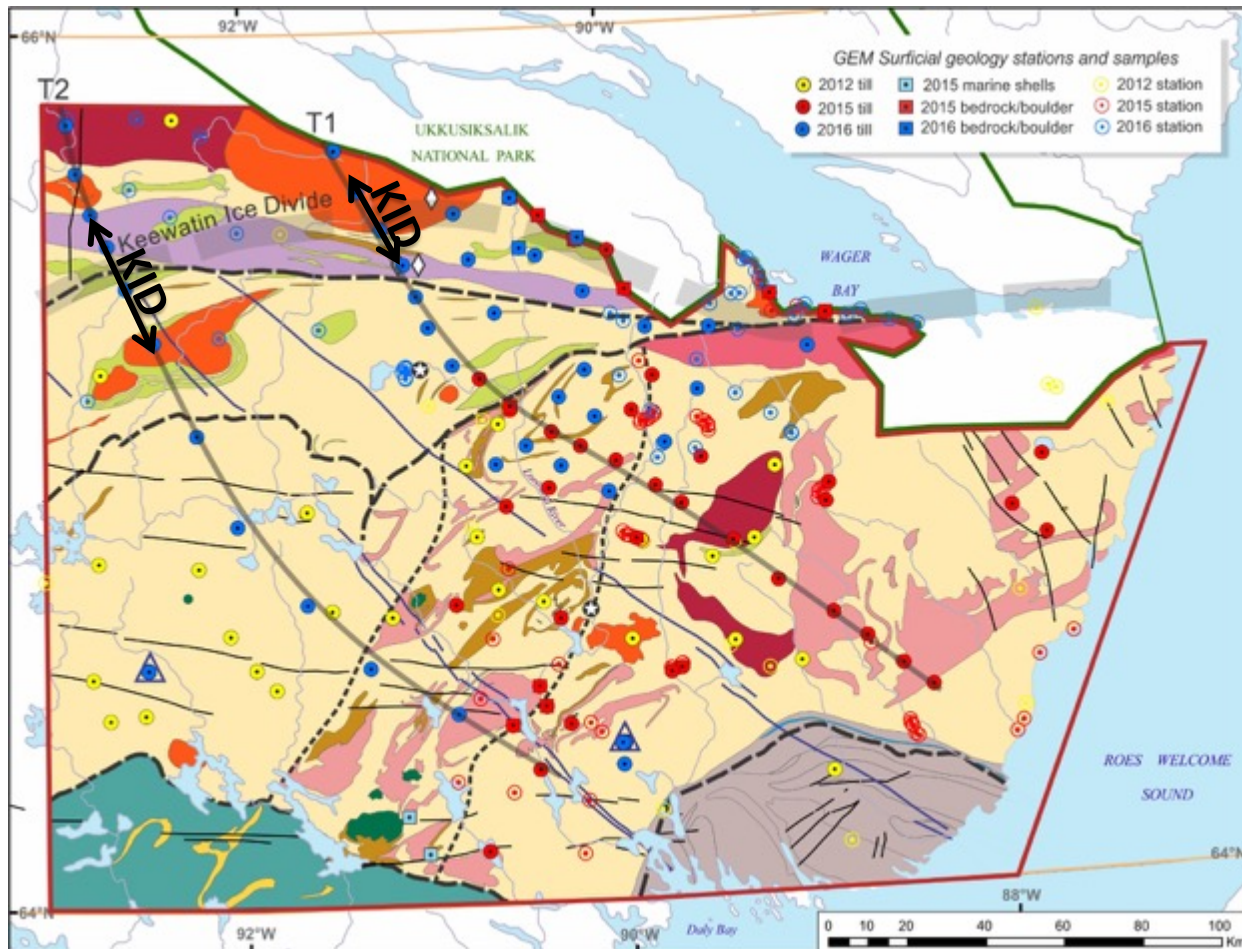 92°W
90°W
66°N
GEM Surficial geology stations and samples
2012 till
2015 marine shells
2012 station
2015 till
2015 bedrock/boulder
2015 station
2016 till
2016 bedrock/boulder
2016 station
T2
T1
UKKUSIKSALIK
NATIONAL PARK
KID
Keewatin Ice Divide
KID
WAGER
BAY
River
ROES WELCOME
SOUND
64°N
64°N
88°W
92°W
90°W
Daly Bay
0 10 20 40 60 80 100
Km